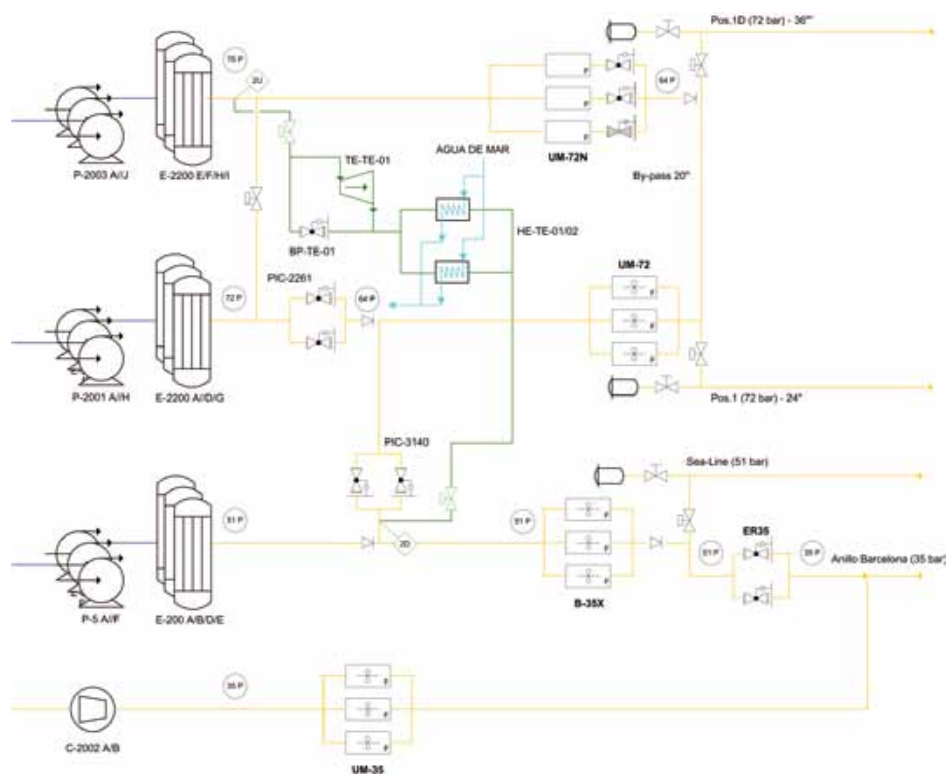 Pos.1D (72 bar) - 36"
P-2003 A//J
E-2200 E/F/H/I
2U
TE-TE-01
AGUA DE MAR
UM-72N
64 P
F
F
F
By-pass 20"
BP-TE-01
HE-TE-01/02
PIC-2261
72 P
64 P
UM-72
F
F
F
P-2001 A//H
E-2200 A//D/G
Pos.1 (72 bar) - 24"
PIC-3140
Sea-Line (51 bar)
51 P
2D
51 P
F
F
F
51 P
ER35
35 P
Anillo Barcelona (35 bar)
P-5 A//F
E-200 A/B/D/E
B-35X
35 P
F
F
F
C-2002 A/B
UM-35